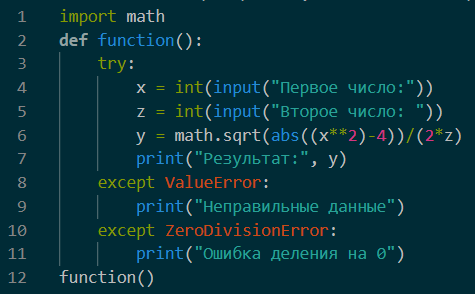 1 import math
2 def function():
3     try:
4         x = int(input("Первое число:"))
5         z = int(input("Второе число: "))
6         y = math.sqrt(abs((x**2)-4))/(2*z)
7         print("Результат:", y)
8     except ValueError:
9         print("Неправильные данные")
10     except ZeroDivisionError:
11         print("Ошибка деления на 0")
12 function()